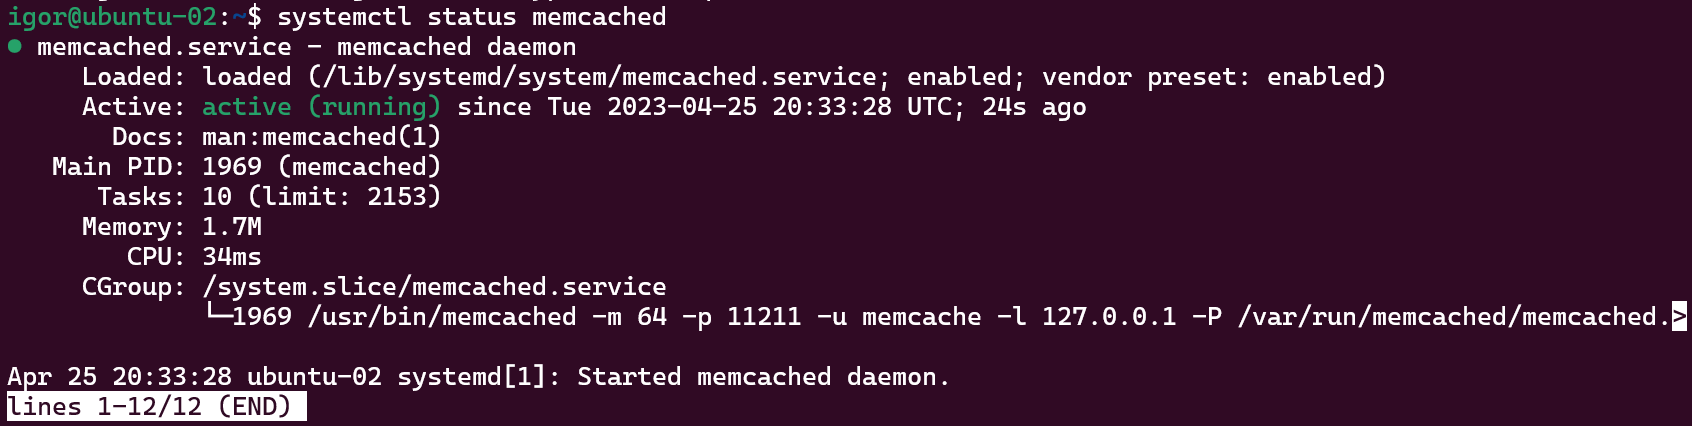 igor@ubuntu-02:~$ systemctl status memcached
● memcached.service - memcached daemon
     Loaded: loaded (/lib/systemd/system/memcached.service; enabled; vendor preset: enabled)
     Active: active (running) since Tue 2023-04-25 20:33:28 UTC; 24s ago
       Docs: man:memcached(1)
   Main PID: 1969 (memcached)
      Tasks: 10 (limit: 2153)
     Memory: 1.7M
        CPU: 34ms
     CGroup: /system.slice/memcached.service
             └─1969 /usr/bin/memcached -m 64 -p 11211 -u memcache -l 127.0.0.1 -P /var/run/memcached/memcached.>
Apr 25 20:33:28 ubuntu-02 systemd[1]: Started memcached daemon.
lines 1-12/12 (END)